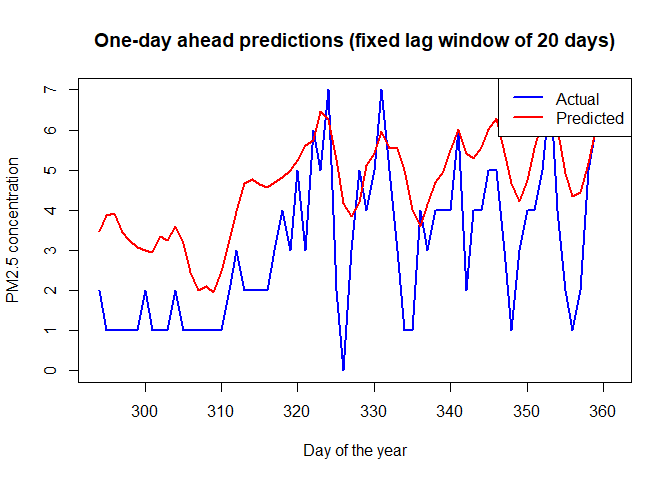 One-day ahead predictions (fixed lag window of 20 days)
Actual
Predicted
PM2.5 concentration
7
6
5
4
3
2
1
0
300 310 320 330 340 350 360
Day of the year